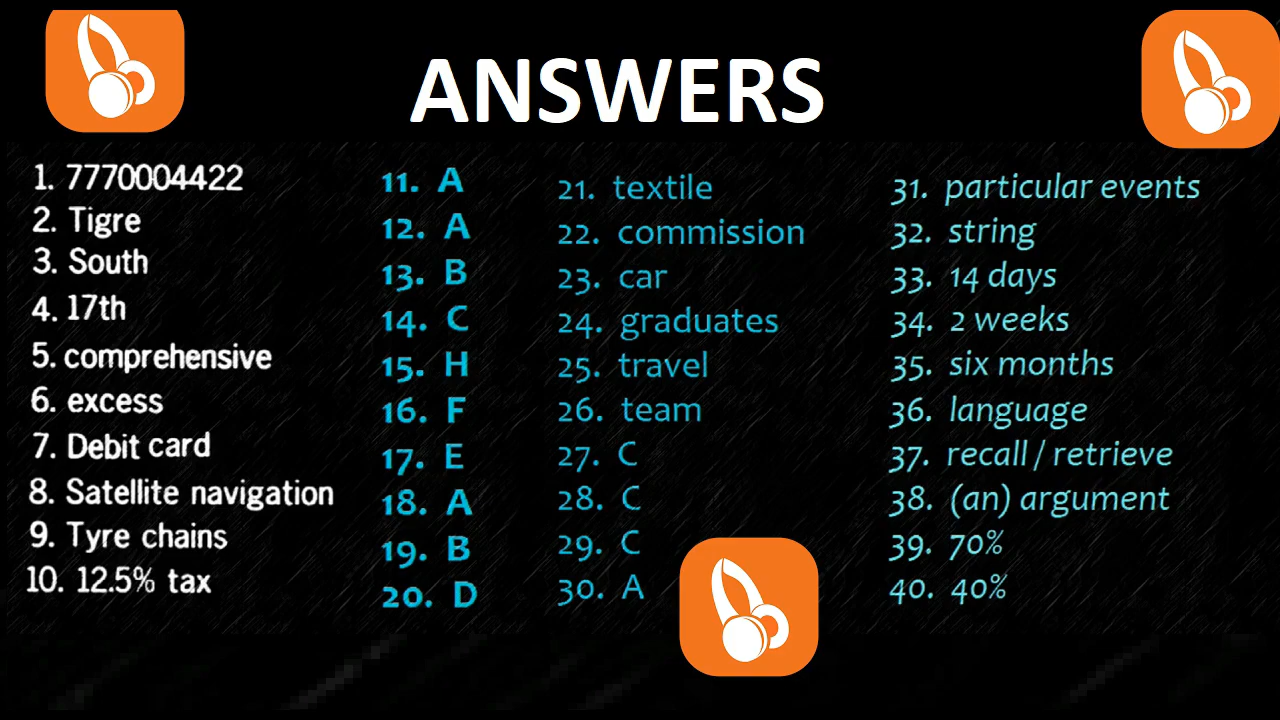 ANSWERS
1. 7770004422
2. Tigre
3. South
4. 17th
5. comprehensive
6. excess
7. Debit card
8. Satellite navigation
9. Tyre chains
10. 12.5% tax
11. A
12. A
13. B
14. C
15. H
16. F
17. E
18. A
19. B
20. D
21. textile
22. commission
23. car
24. graduates
25. travel
26. team
27. C
28. C
29. C
30. A
31. particular events
32. string
33. 14 days
34. 2 weeks
35. six months
36. language
37. recall / retrieve
38. (an) argument
39. 70%
40. 40%